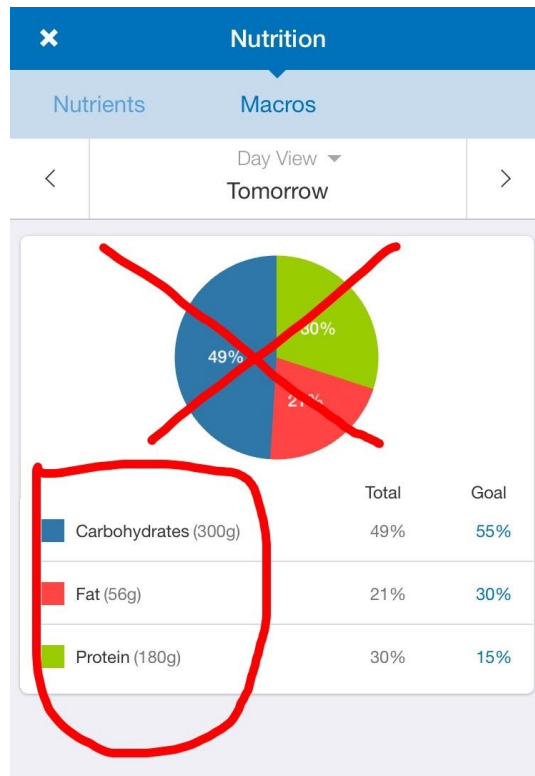 × Nutrition
Nutrients Macros
Day View
Tomorrow
49%
30%
21%
Total Goal
Carbohydrates (300g) 49% 55%
Fat (56g) 21% 30%
Protein (180g) 30% 15%